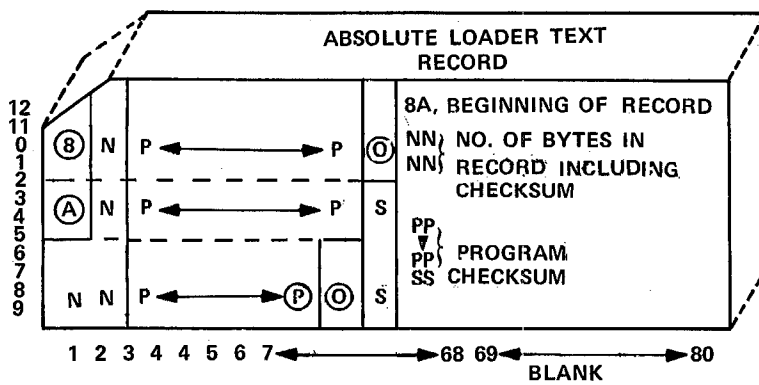 ABSOLUTE LOADER TEXT
RECORD
12
11
0
1
2
3
4
5
6
7
8
9
8 N P P O
A N P P S
N N P P O S
8A, BEGINNING OF RECORD
NN NO. OF BYTES IN
NN RECORD INCLUDING
CHECKSUM
PP
PP PROGRAM
SS CHECKSUM
1 2 3 4 4 5 6 7 68 69 80
BLANK